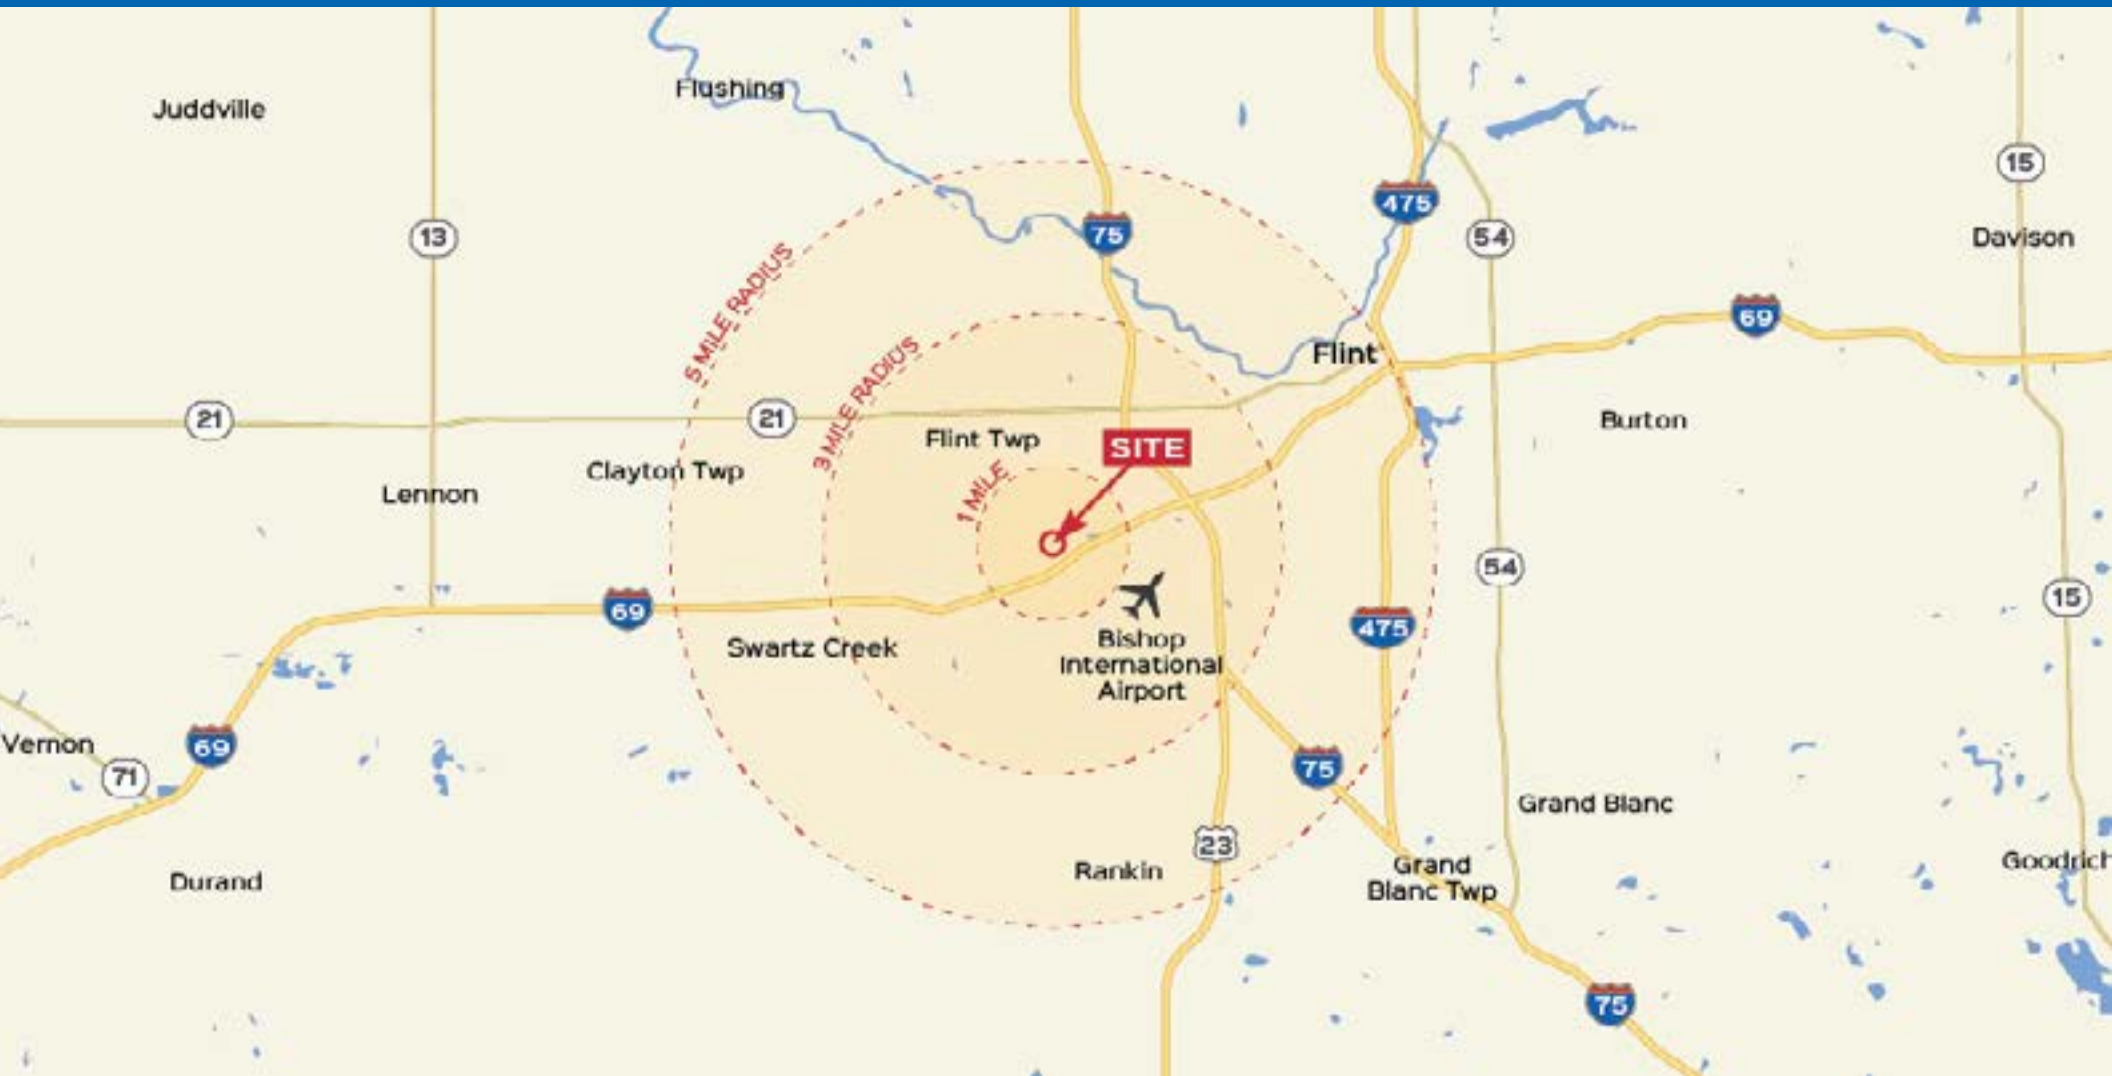 Flushing
Juddville
15
475
75
13
54
Davison
5 MILE RADIUS
69
3 MILE RADIUS
Flint
21
21
Burton
Flint Twp
SITE
Clayton Twp
1 MILE
Lennon
54
15
69
475
Bishop
International
Airport
Swartz Creek
Vernon
69
71
75
Grand Blanc
23
Rankin
Grand
Blanc Twp
Goodrich
Durand
75